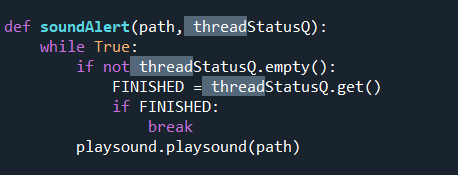 def soundAlert(path, threadStatusQ):
    while True:
        if not threadStatusQ.empty():
            FINISHED = threadStatusQ.get()
            if FINISHED:
                break
        playsound.playsound(path)